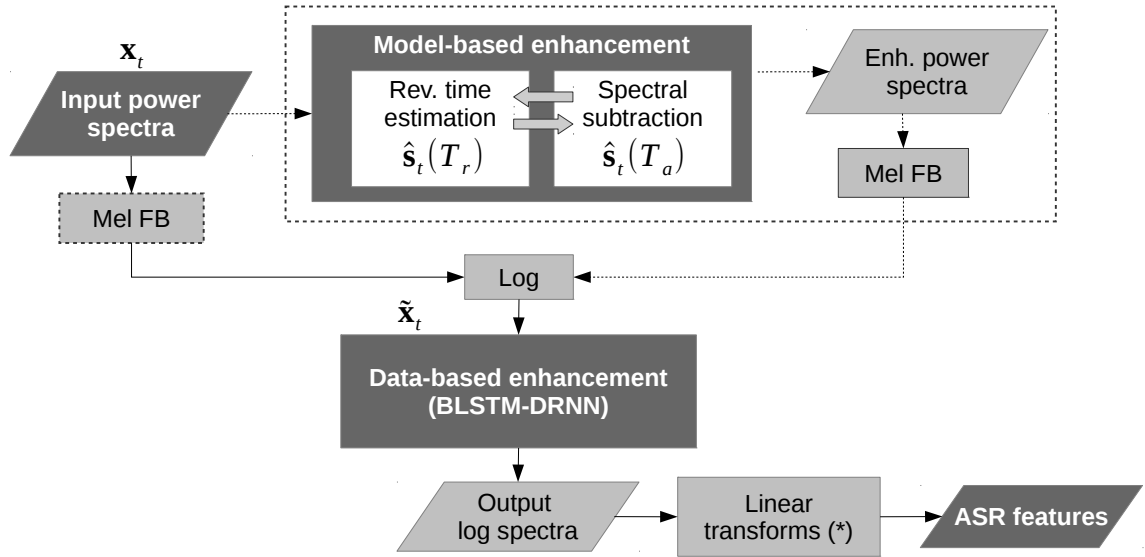 x_t
Input power
spectra
Model-based enhancement
Rev. time
estimation
ŝ_t(T_r)
Spectral
subtraction
ŝ_t(T_a)
Enh. power
spectra
Mel FB
Mel FB
Log
x̃_t
Data-based enhancement
(BLSTM-DRNN)
Output
log spectra
Linear
transforms (*)
ASR features